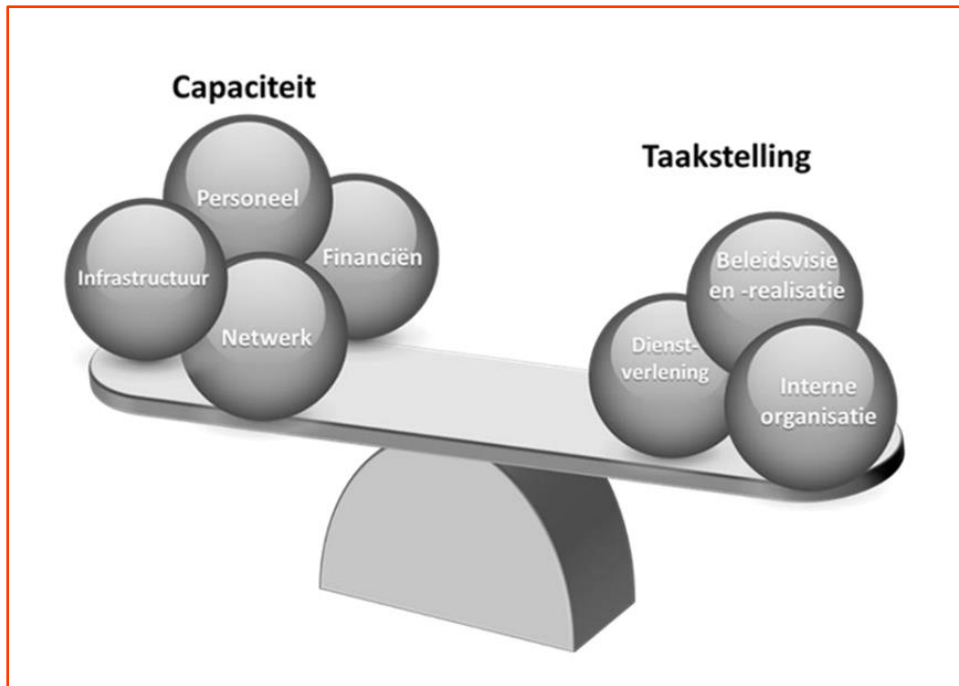 Capaciteit
Personeel
Financiën
Infrastructuur
Netwerk
Taakstelling
Beleidsvisie
en -realisatie
Dienst-
verlening
Interne
organisatie